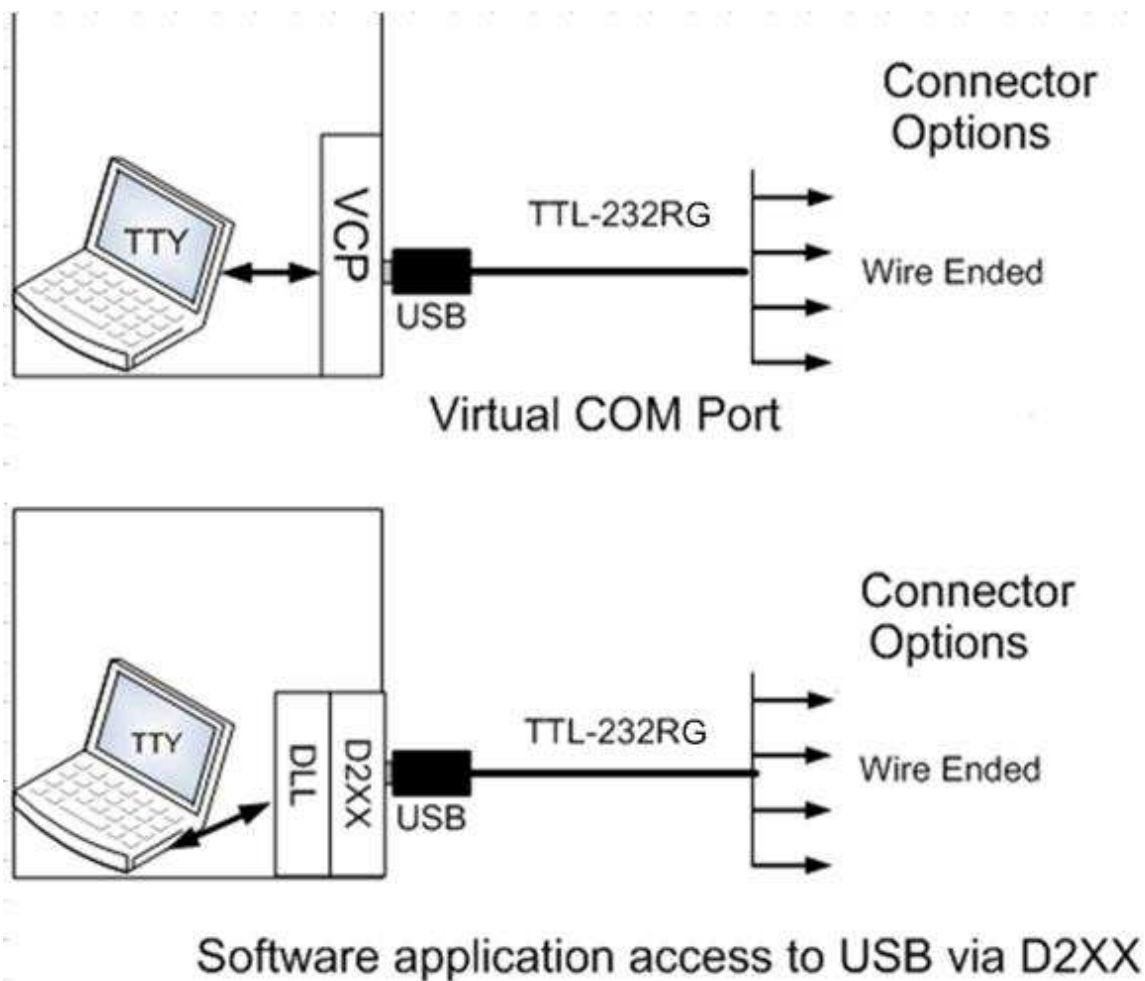 Connector
Options
TTY
VCP
TTL-232RG
Wire Ended
USB
Virtual COM Port
Connector
Options
TTY
DLL
D2XX
TTL-232RG
Wire Ended
USB
Software application access to USB via D2XX